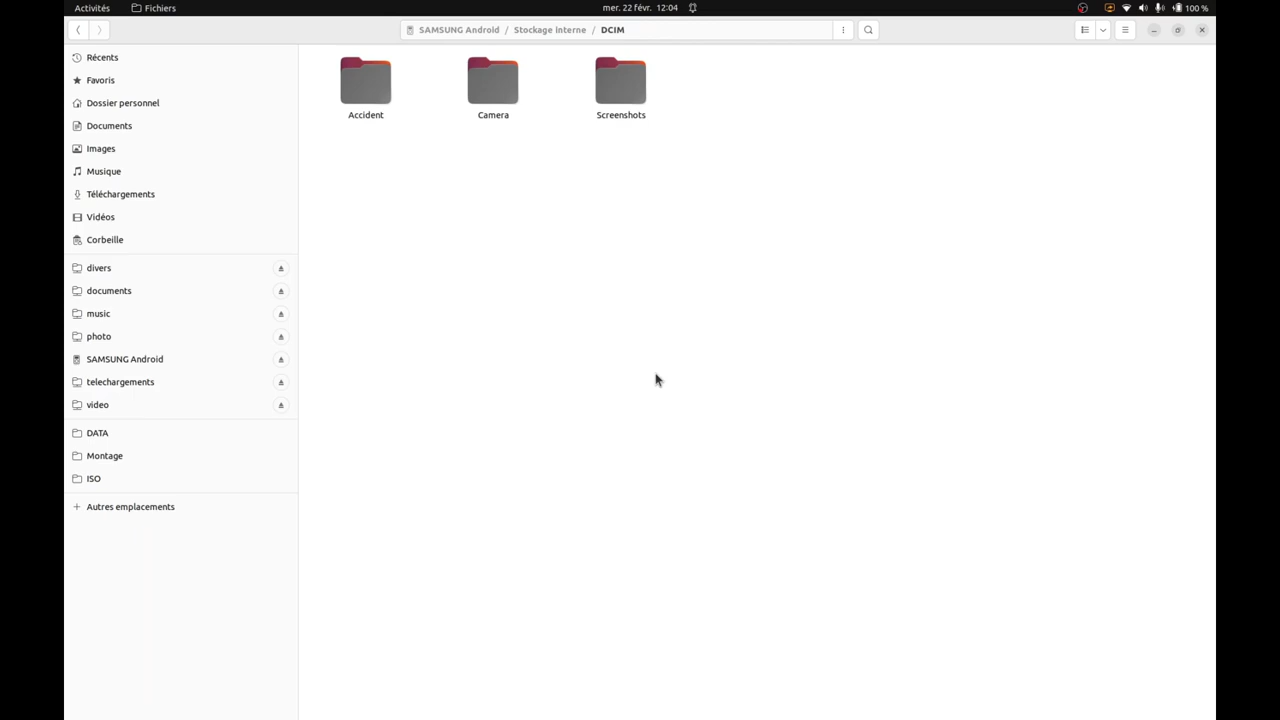 Activités Fichiers mer. 22 févr. 12:04 100 %
SAMSUNG Android / Stockage interne / DCIM
Récents
Favoris
Dossier personnel
Documents
Images
Musique
Téléchargements
Vidéos
Corbeille
divers
documents
music
photo
SAMSUNG Android
telechargements
video
DATA
Montage
ISO
+ Autres emplacements
Accident Camera Screenshots